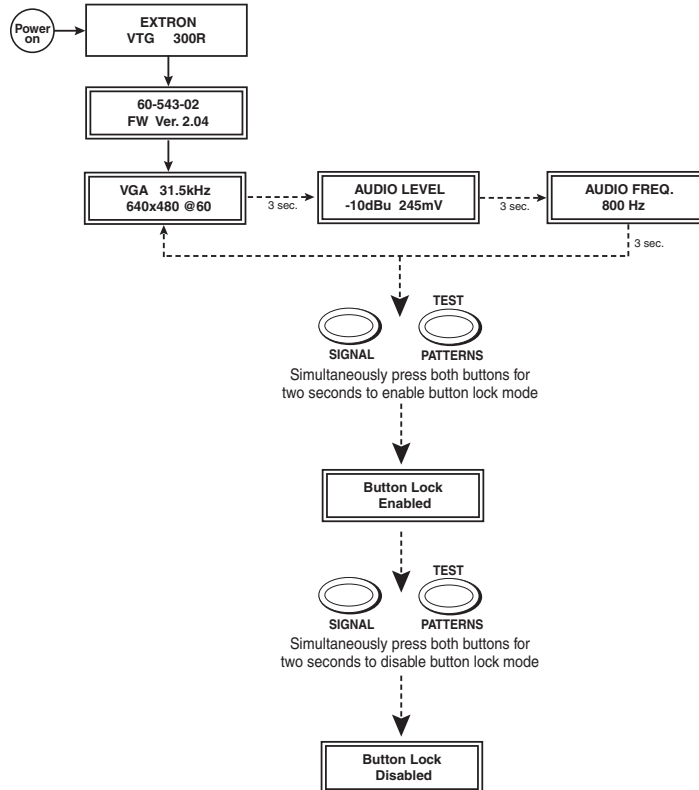 Power
on
EXTRON
VTG 300R
60-543-02
FW Ver. 2.04
VGA 31.5kHz
640x480 @60
3 sec.
AUDIO LEVEL
-10dBu 245mV
3 sec.
AUDIO FREQ.
800 Hz
3 sec.
SIGNAL
TEST
PATTERNS
Simultaneously press both buttons for
two seconds to enable button lock mode
Button Lock
Enabled
SIGNAL
TEST
PATTERNS
Simultaneously press both buttons for
two seconds to disable button lock mode
Button Lock
Disabled